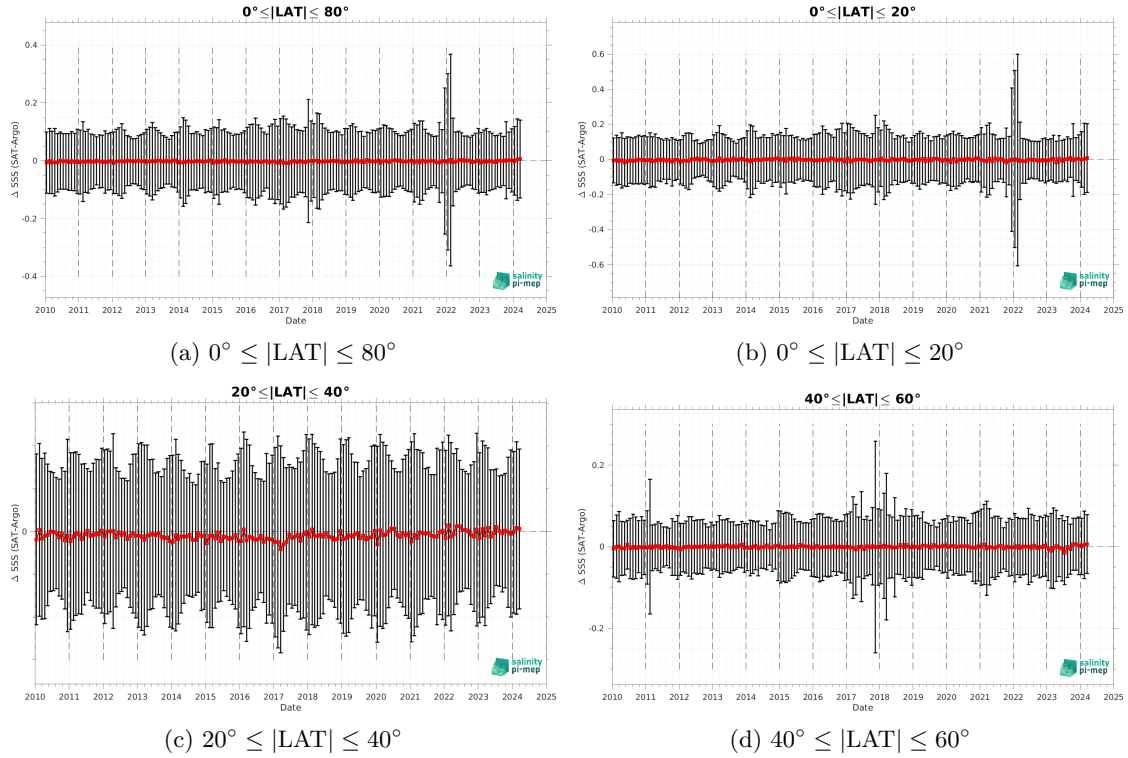 0°≤|LAT|≤ 80°
0.4
0.2
0
-0.2
-0.4
Δ SSS (SAT-Argo)
salinity
pi-mep
2010 2011 2012 2013 2014 2015 2016 2017 2018 2019 2020 2021 2022 2023 2024 2025
Date
(a) 0° ≤ |LAT| ≤ 80°
0°≤|LAT|≤ 20°
0.6
0.4
0.2
0
-0.2
-0.4
-0.6
Δ SSS (SAT-Argo)
salinity
pi-mep
2010 2011 2012 2013 2014 2015 2016 2017 2018 2019 2020 2021 2022 2023 2024 2025
Date
(b) 0° ≤ |LAT| ≤ 20°
20°≤|LAT|≤ 40°
0
Δ SSS (SAT-Argo)
salinity
pi-mep
2010 2011 2012 2013 2014 2015 2016 2017 2018 2019 2020 2021 2022 2023 2024 2025
Date
(c) 20° ≤ |LAT| ≤ 40°
40°≤|LAT|≤ 60°
0.2
0
-0.2
Δ SSS (SAT-Argo)
salinity
pi-mep
2010 2011 2012 2013 2014 2015 2016 2017 2018 2019 2020 2021 2022 2023 2024 2025
Date
(d) 40° ≤ |LAT| ≤ 60°